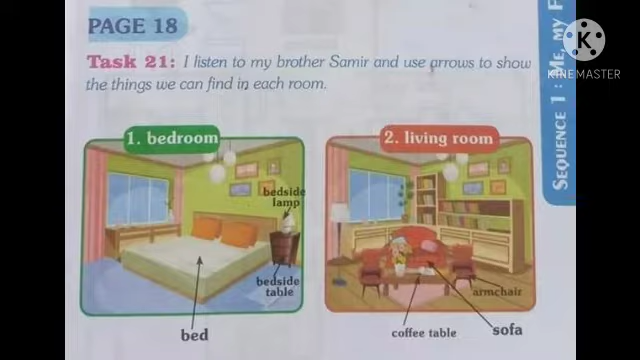 PAGE 18
Task 21: I listen to my brother Samir and use arrows to show
the things we can find in each room.
SEQUENCE 1 : ME, MY F
KINEMASTER
1. bedroom
bedside
lamp
bedside
table
bed
2. living room
armchair
coffee table
sofa